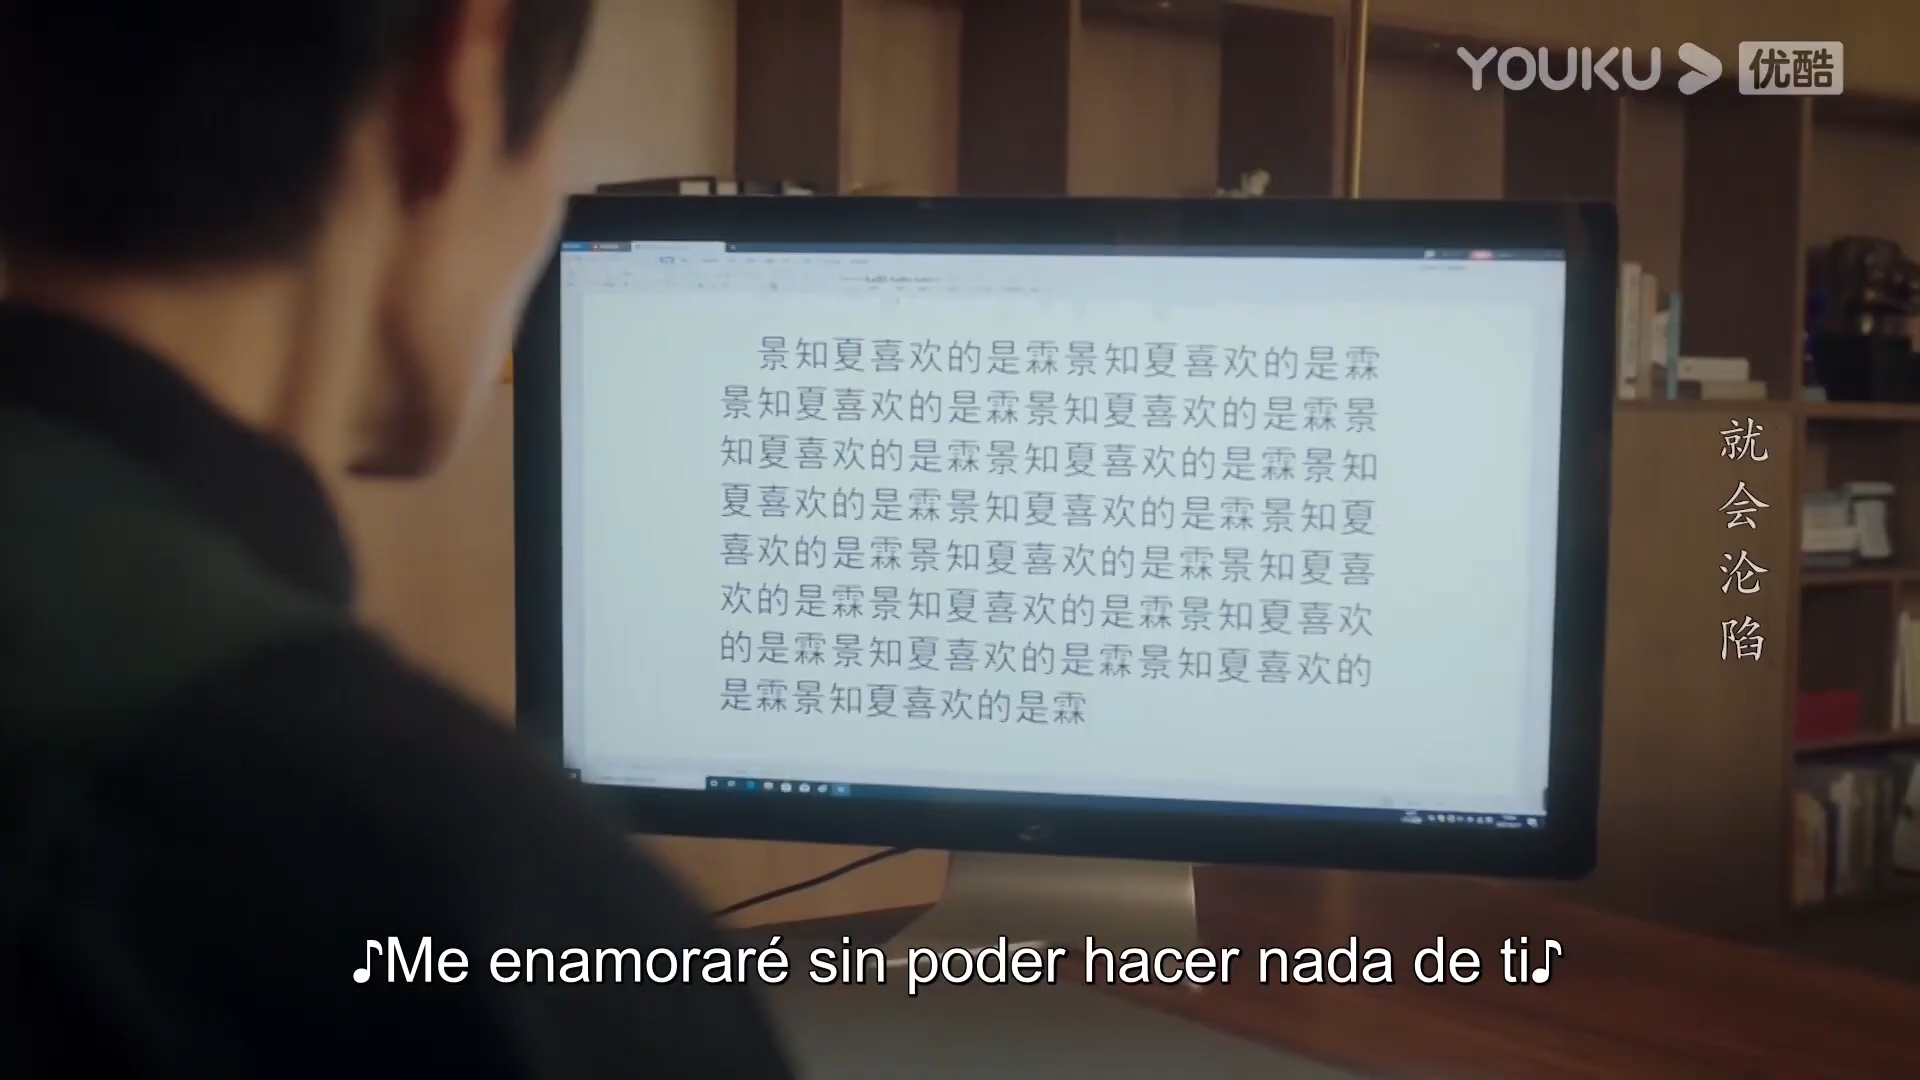 YOUKU 优酷
景知夏喜欢的是霖景知夏喜欢的是霖
景知夏喜欢的是霖景知夏喜欢的是霖景
知夏喜欢的是霖景知夏喜欢的是霖景知
夏喜欢的是霖景知夏喜欢的是霖景知夏
喜欢的是霖景知夏喜欢的是霖景知夏喜
欢的是霖景知夏喜欢的是霖景知夏喜欢
的是霖景知夏喜欢的是霖景知夏喜欢的
是霖景知夏喜欢的是霖
就会沦陷
♪Me enamoraré sin poder hacer nada de ti♪